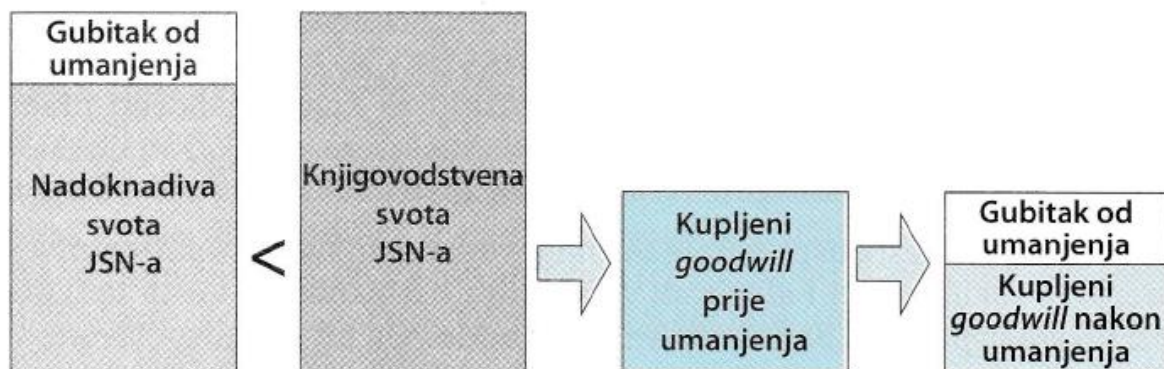 Gubitak od
umanjenja
Nadoknadiva
svota
JSN-a
<
Knjigovodstvena
svota
JSN-a
Kupljeni
goodwill
prije
umanjenja
Gubitak od
umanjenja
Kupljeni
goodwill nakon
umanjenja